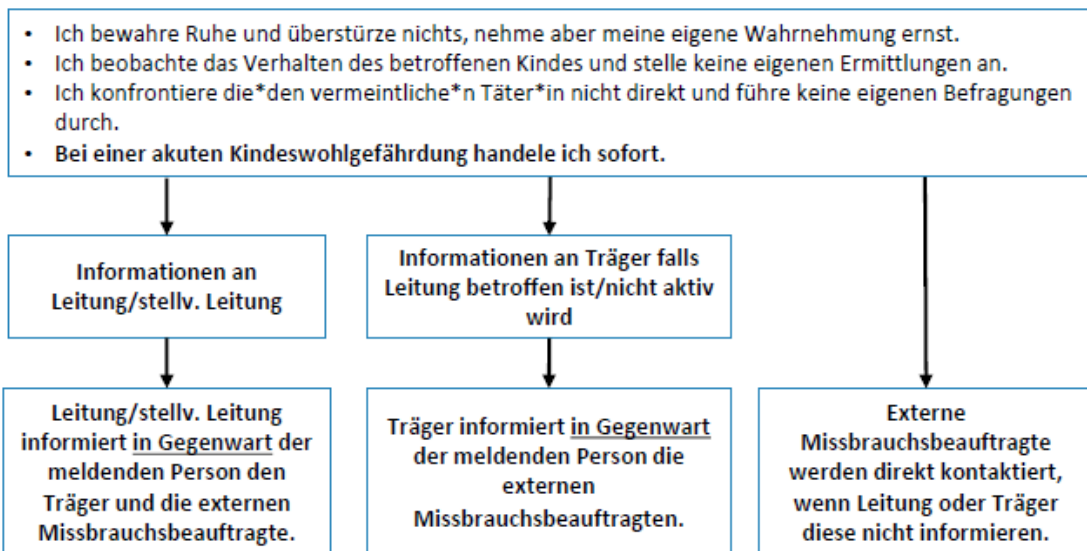 • Ich bewahre Ruhe und überstürze nichts, nehme aber meine eigene Wahrnehmung ernst.
• Ich beobachte das Verhalten des betroffenen Kindes und stelle keine eigenen Ermittlungen an.
• Ich konfrontiere die*den vermeintliche*n Täter*in nicht direkt und führe keine eigenen Befragungen
durch.
• Bei einer akuten Kindeswohlgefährdung handele ich sofort.
Informationen an
Leitung/stellv. Leitung
Informationen an Träger falls
Leitung betroffen ist/nicht aktiv
wird
Leitung/stellv. Leitung
informiert in Gegenwart der
meldenden Person den
Träger und die externen
Missbrauchsbeauftragte.
Träger informiert in Gegenwart
der meldenden Person die
externen
Missbrauchsbeauftragten.
Externe
Missbrauchsbeauftragte
werden direkt kontaktiert,
wenn Leitung oder Träger
diese nicht informieren.